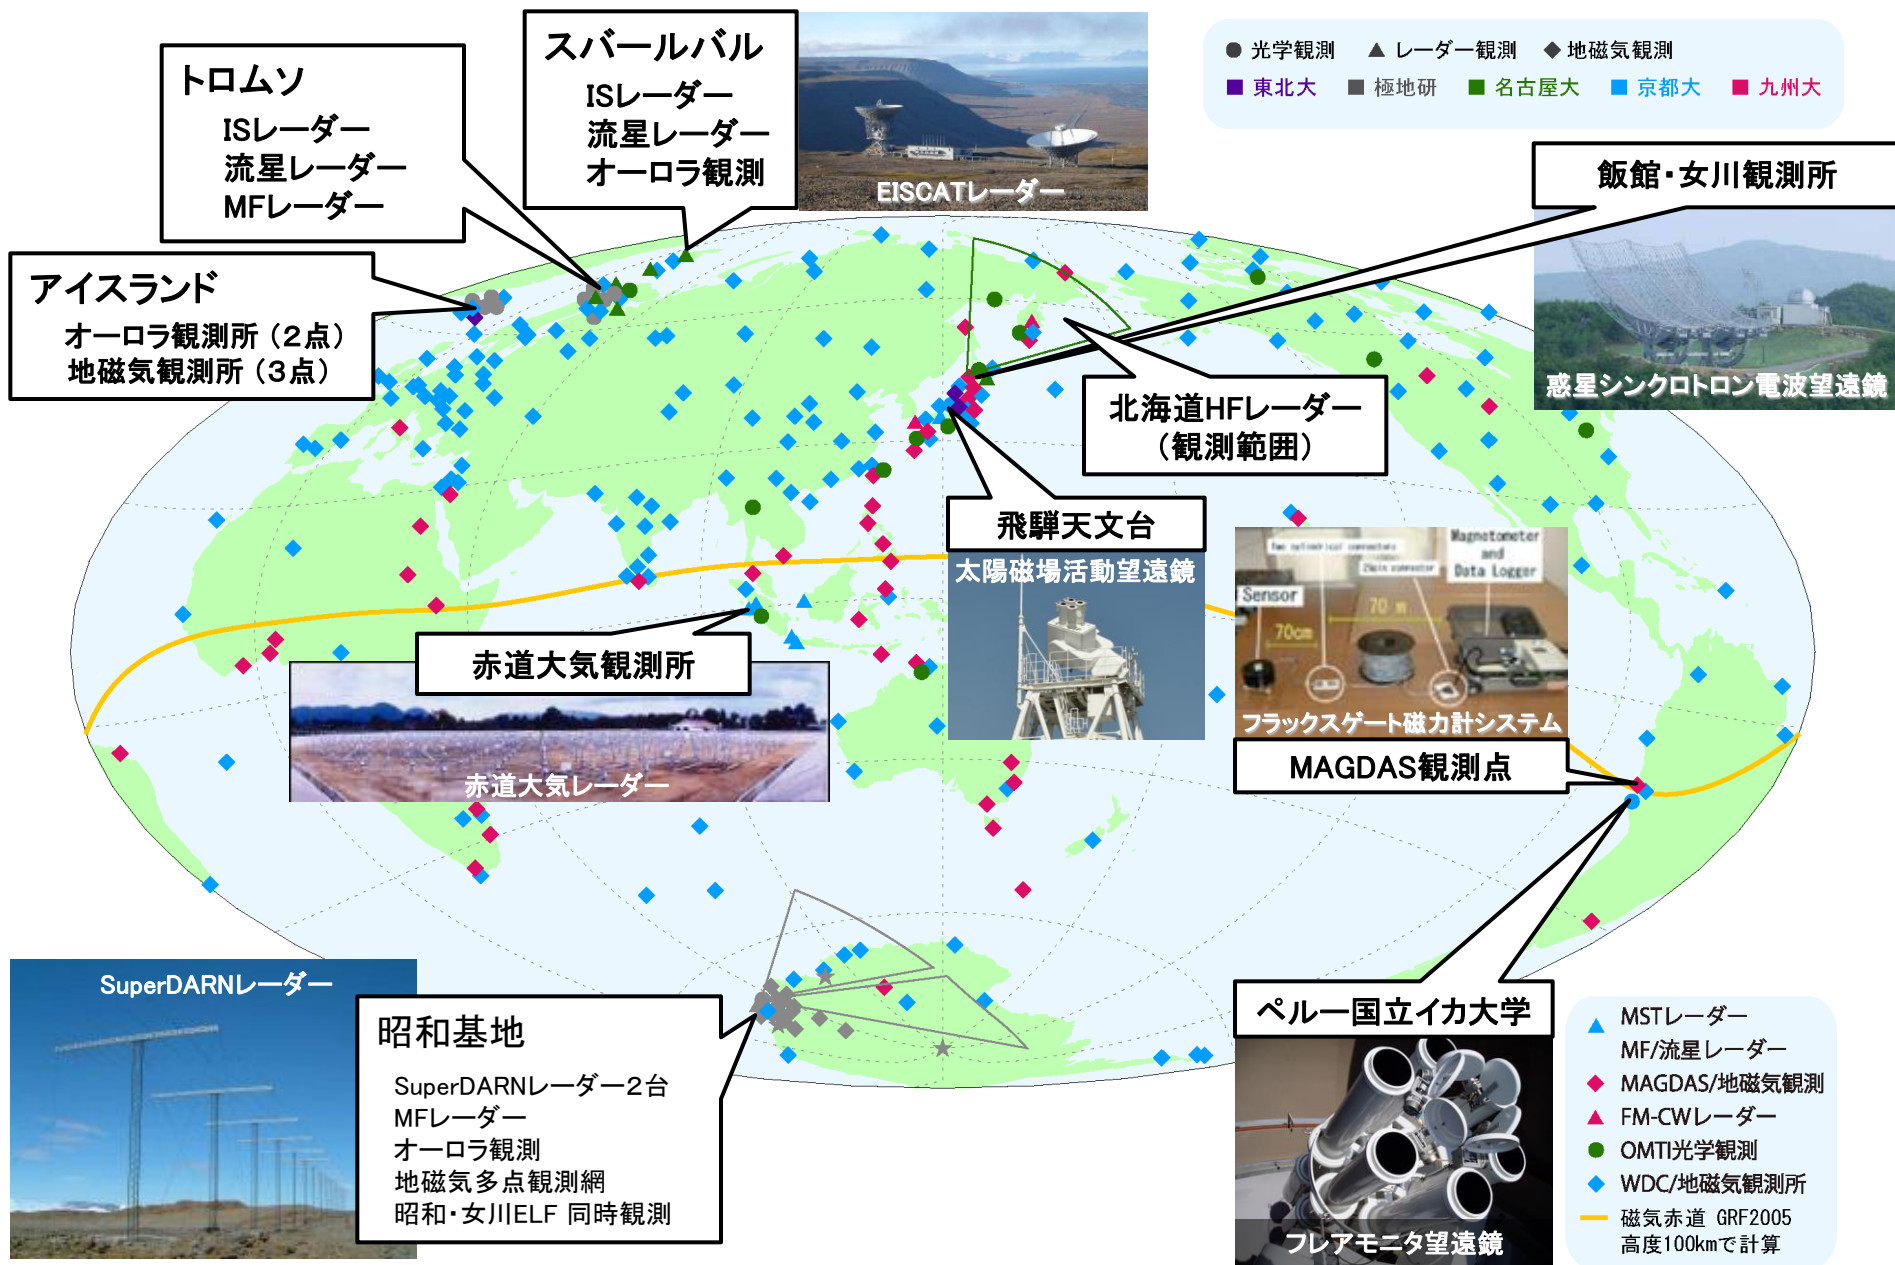 スバールバル
ISレーダー
流星レーダー
オーロラ観測
EISCATレーダー
トロムソ
ISレーダー
流星レーダー
MFレーダー
アイスランド
オーロラ観測所（2点）
地磁気観測所（3点）
光学観測 レーダー観測 地磁気観測
東北大 極地研 名古屋大 京都大 九州大
飯館・女川観測所
惑星シンクロトロン電波望遠鏡
北海道HFレーダー
（観測範囲）
飛騨天文台
太陽磁場活動望遠鏡
赤道大気観測所
赤道大気レーダー
Two cylindrical connectors
25pin connector
Magnetometer
and
Data Logger
Sensor
70 m
70cm
フラックスゲート磁力計システム
MAGDAS観測点
ペルー国立イカ大学
フレアモニタ望遠鏡
SuperDARNレーダー
昭和基地
SuperDARNレーダー２台
MFレーダー
オーロラ観測
地磁気多点観測網
昭和・女川ELF 同時観測
MSTレーダー
MF/流星レーダー
MAGDAS/地磁気観測
FM-CWレーダー
OMTI光学観測
WDC/地磁気観測所
磁気赤道 GRF2005
高度100kmで計算